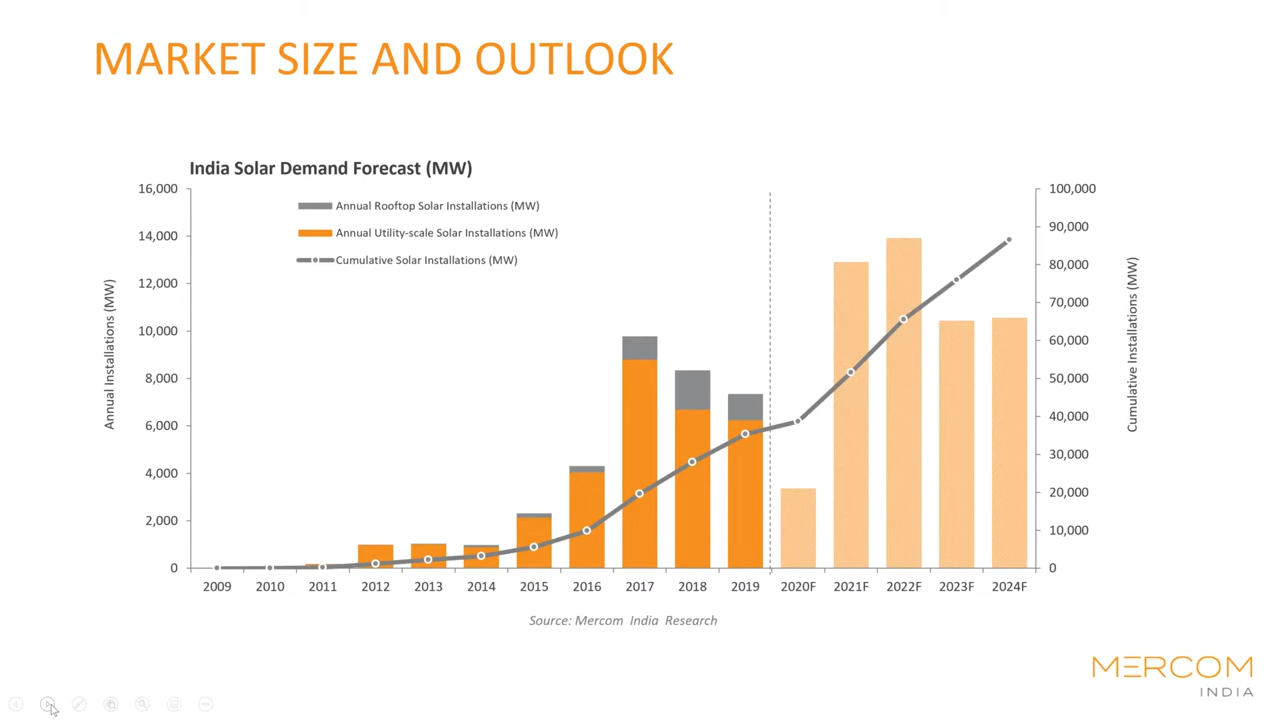 MARKET SIZE AND OUTLOOK
India Solar Demand Forecast (MW)
Annual Rooftop Solar Installations (MW)
Annual Utility-scale Solar Installations (MW)
Cumulative Solar Installations (MW)
Annual Installations (MW)
16,000
14,000
12,000
10,000
8,000
6,000
4,000
2,000
0
100,000
90,000
80,000
70,000
60,000
50,000
40,000
30,000
20,000
10,000
0
Cumulative Installations (MW)
2009 2010 2011 2012 2013 2014 2015 2016 2017 2018 2019 2020F 2021F 2022F 2023F 2024F
Source: Mercom India Research
MERCOM
INDIA